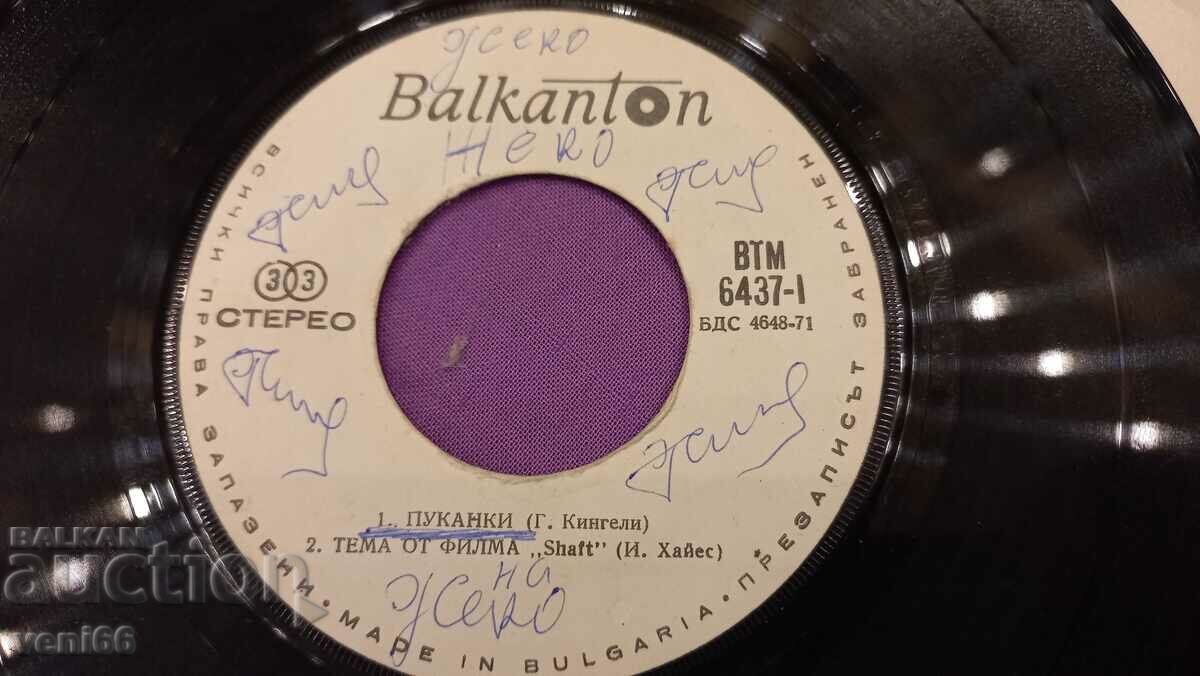 Жеко
Balkanton
Жеко
33
СТЕРЕО
ВТМ
6437-I
БДС 4648-71
1. ПУКАНКИ (Г. Кингели)
2. ТЕМА ОТ ФИЛМА „Shaft" (И. Хайес)
на
Жеко
ВСИЧКИ ПРАВА ЗАПАЗЕНИ • MADE IN BULGARIA • ПРЕЗАПИСЪТ ЗАБРАНЕН
BALKAN
auction
veni66